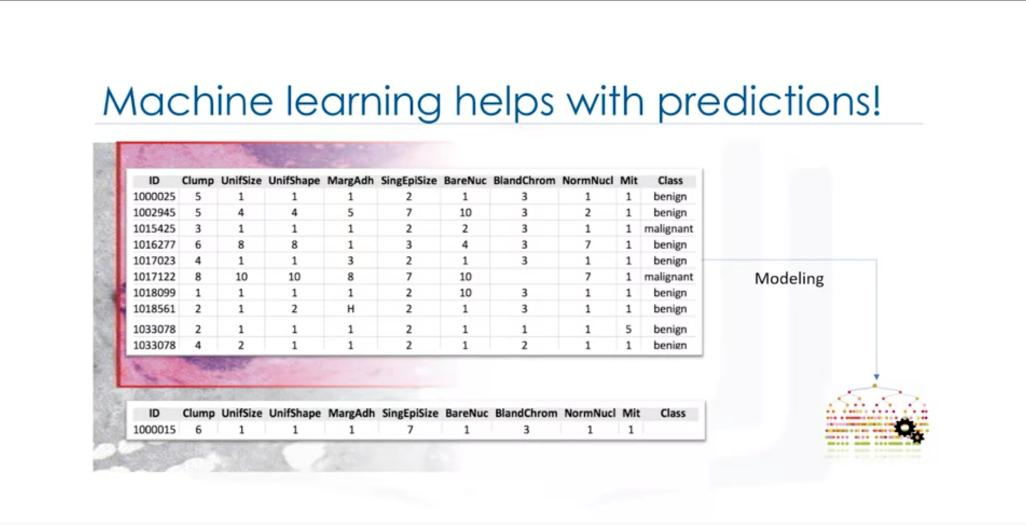 Machine learning helps with predictions!
ID Clump UnifSize UnifShape MargAdh SingEpiSize BareNuc BlandChrom NormNucl Mit Class
1000025 5 1 1 1 2 1 3 1 1 benign
1002945 5 4 4 5 7 10 3 2 1 benign
1015425 3 1 1 1 2 2 3 1 1 malignant
1016277 6 8 8 1 3 4 3 7 1 benign
1017023 4 1 1 3 2 1 3 1 1 benign
1017122 8 10 10 8 7 10 7 1 malignant
1018099 1 1 1 1 2 10 3 1 1 benign
1018561 2 1 2 H 2 1 3 1 1 benign
1033078 2 1 1 1 2 1 1 1 5 benign
1033078 4 2 1 1 2 1 2 1 1 benign
Modeling
ID Clump UnifSize UnifShape MargAdh SingEpiSize BareNuc BlandChrom NormNucl Mit Class
1000015 6 1 1 1 7 1 3 1 1